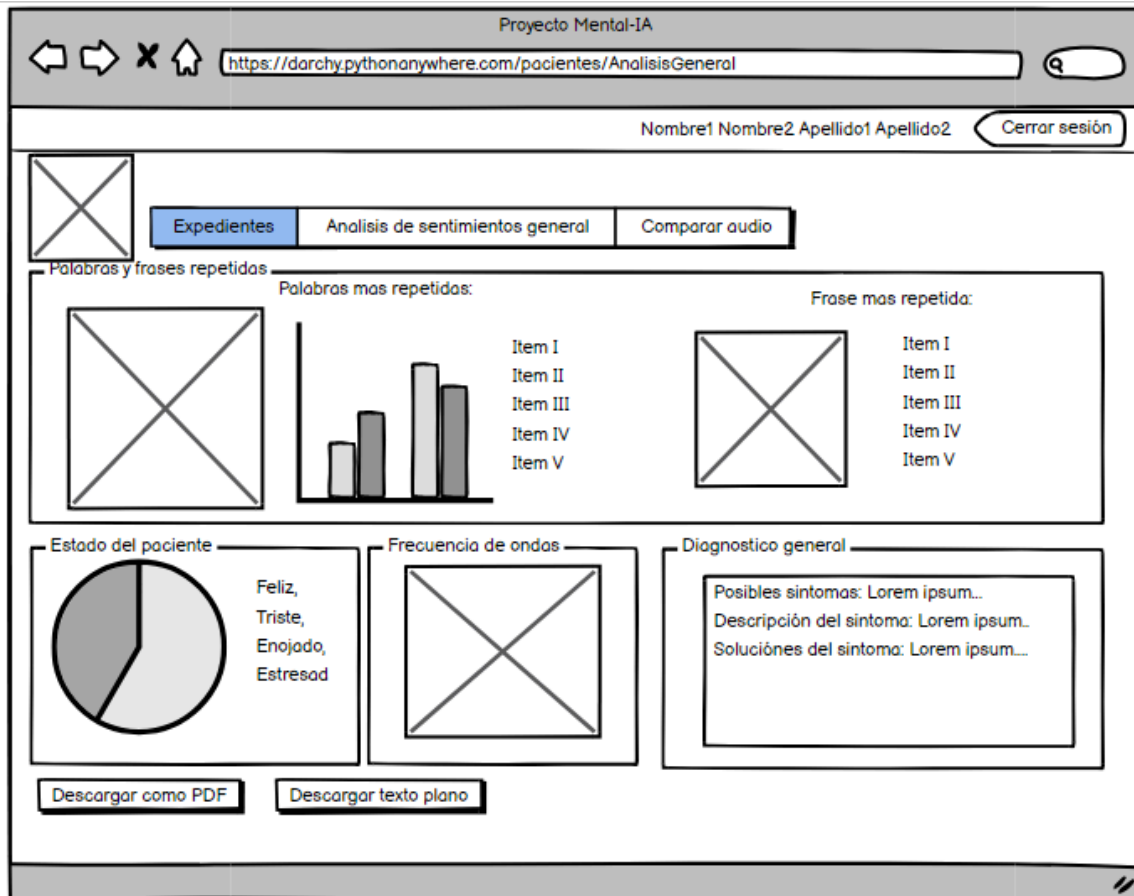 Proyecto Mental-IA
https://darchy.pythonanywhere.com/pacientes/AnalisisGeneral
Nombre1 Nombre2 Apellido1 Apellido2
Cerrar sesión
Expedientes
Analisis de sentimientos general
Comparar audio
Palabras y frases repetidas
Palabras mas repetidas:
Item I
Item II
Item III
Item IV
Item V
Frase mas repetida:
Item I
Item II
Item III
Item IV
Item V
Estado del paciente
Feliz,
Triste,
Enojado,
Estresad
Frecuencia de ondas
Diagnostico general
Posibles sintomas: Lorem ipsum...
Descripción del sintoma: Lorem ipsum..
Soluciónes del sintoma: Lorem ipsum....
Descargar como PDF
Descargar texto plano